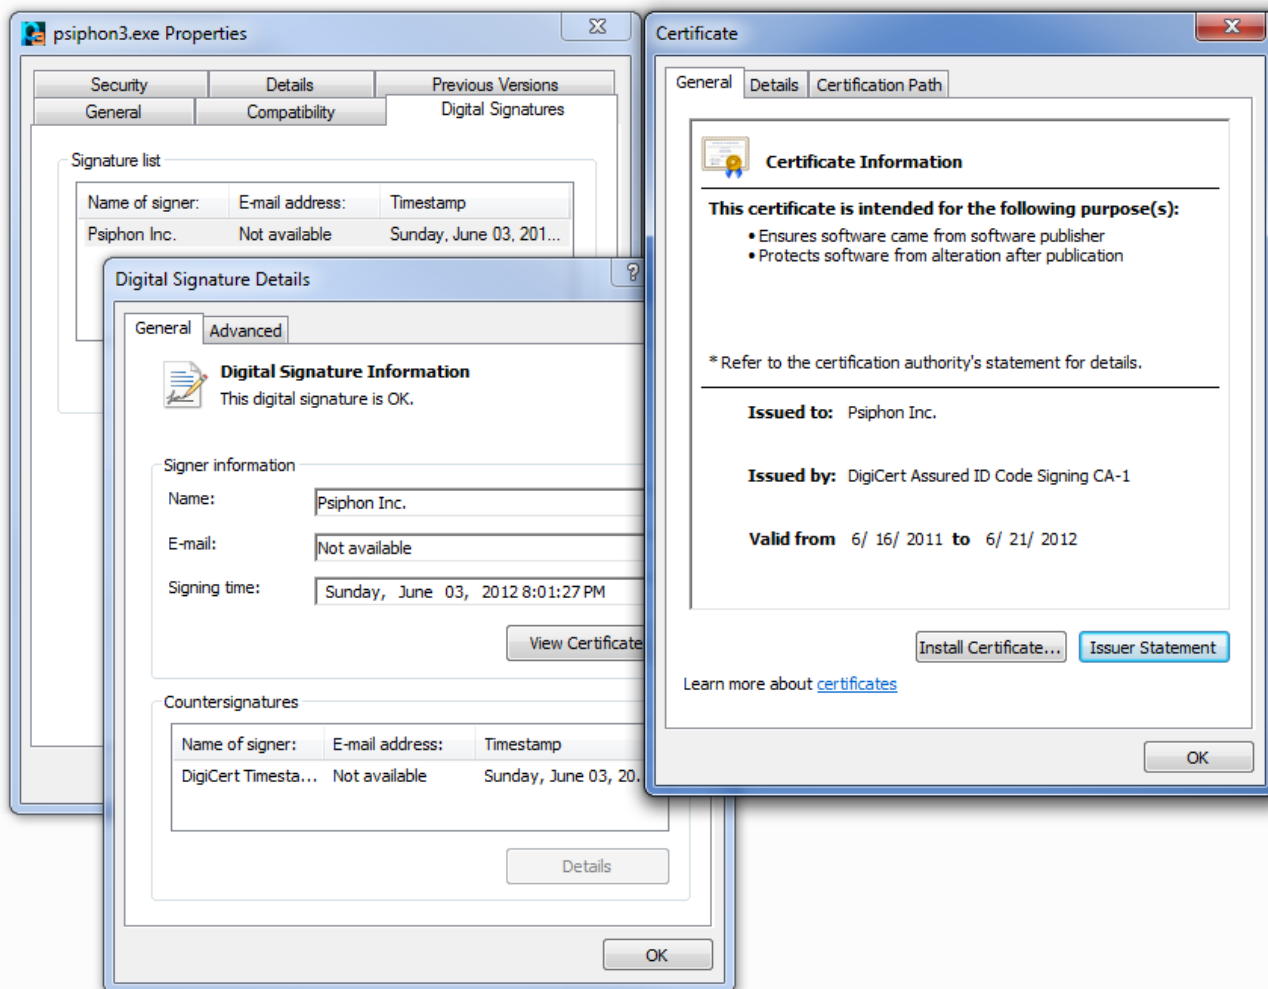 psiphon3.exe Properties
Security Details Previous Versions
General Compatibility Digital Signatures
Signature list
Name of signer: E-mail address: Timestamp
Psiphon Inc. Not available Sunday, June 03, 201...
Digital Signature Details
General Advanced
Digital Signature Information
This digital signature is OK.
Signer information
Name: Psiphon Inc.
E-mail: Not available
Signing time: Sunday, June 03, 2012 8:01:27 PM
View Certificate
Countersignatures
Name of signer: E-mail address: Timestamp
DigiCert Timesta... Not available Sunday, June 03, 20.
Details
OK
Certificate
General Details Certification Path
Certificate Information
This certificate is intended for the following purpose(s):
• Ensures software came from software publisher
• Protects software from alteration after publication
* Refer to the certification authority's statement for details.
Issued to: Psiphon Inc.
Issued by: DigiCert Assured ID Code Signing CA-1
Valid from 6/ 16/ 2011 to 6/ 21/ 2012
Install Certificate... Issuer Statement
Learn more about certificates
OK